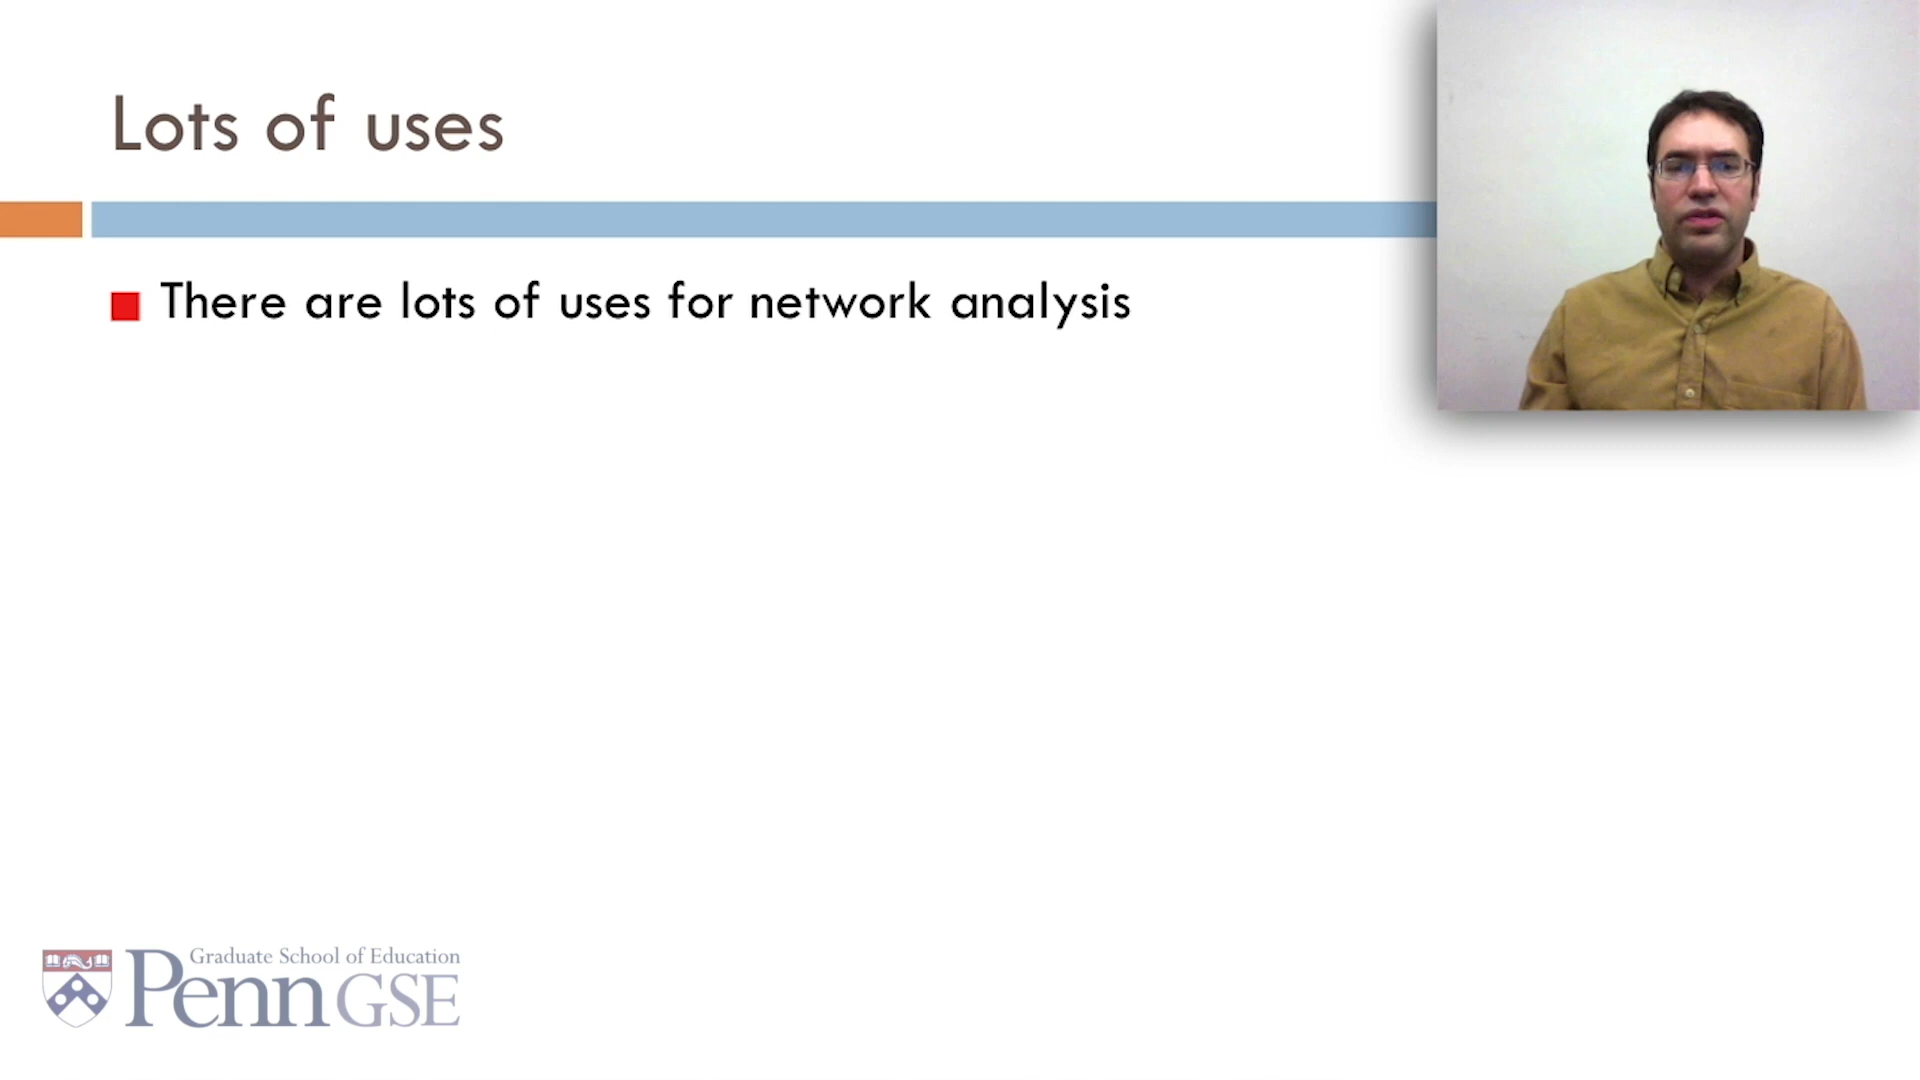 Lots of uses
There are lots of uses for network analysis
Graduate School of Education
Penn GSE